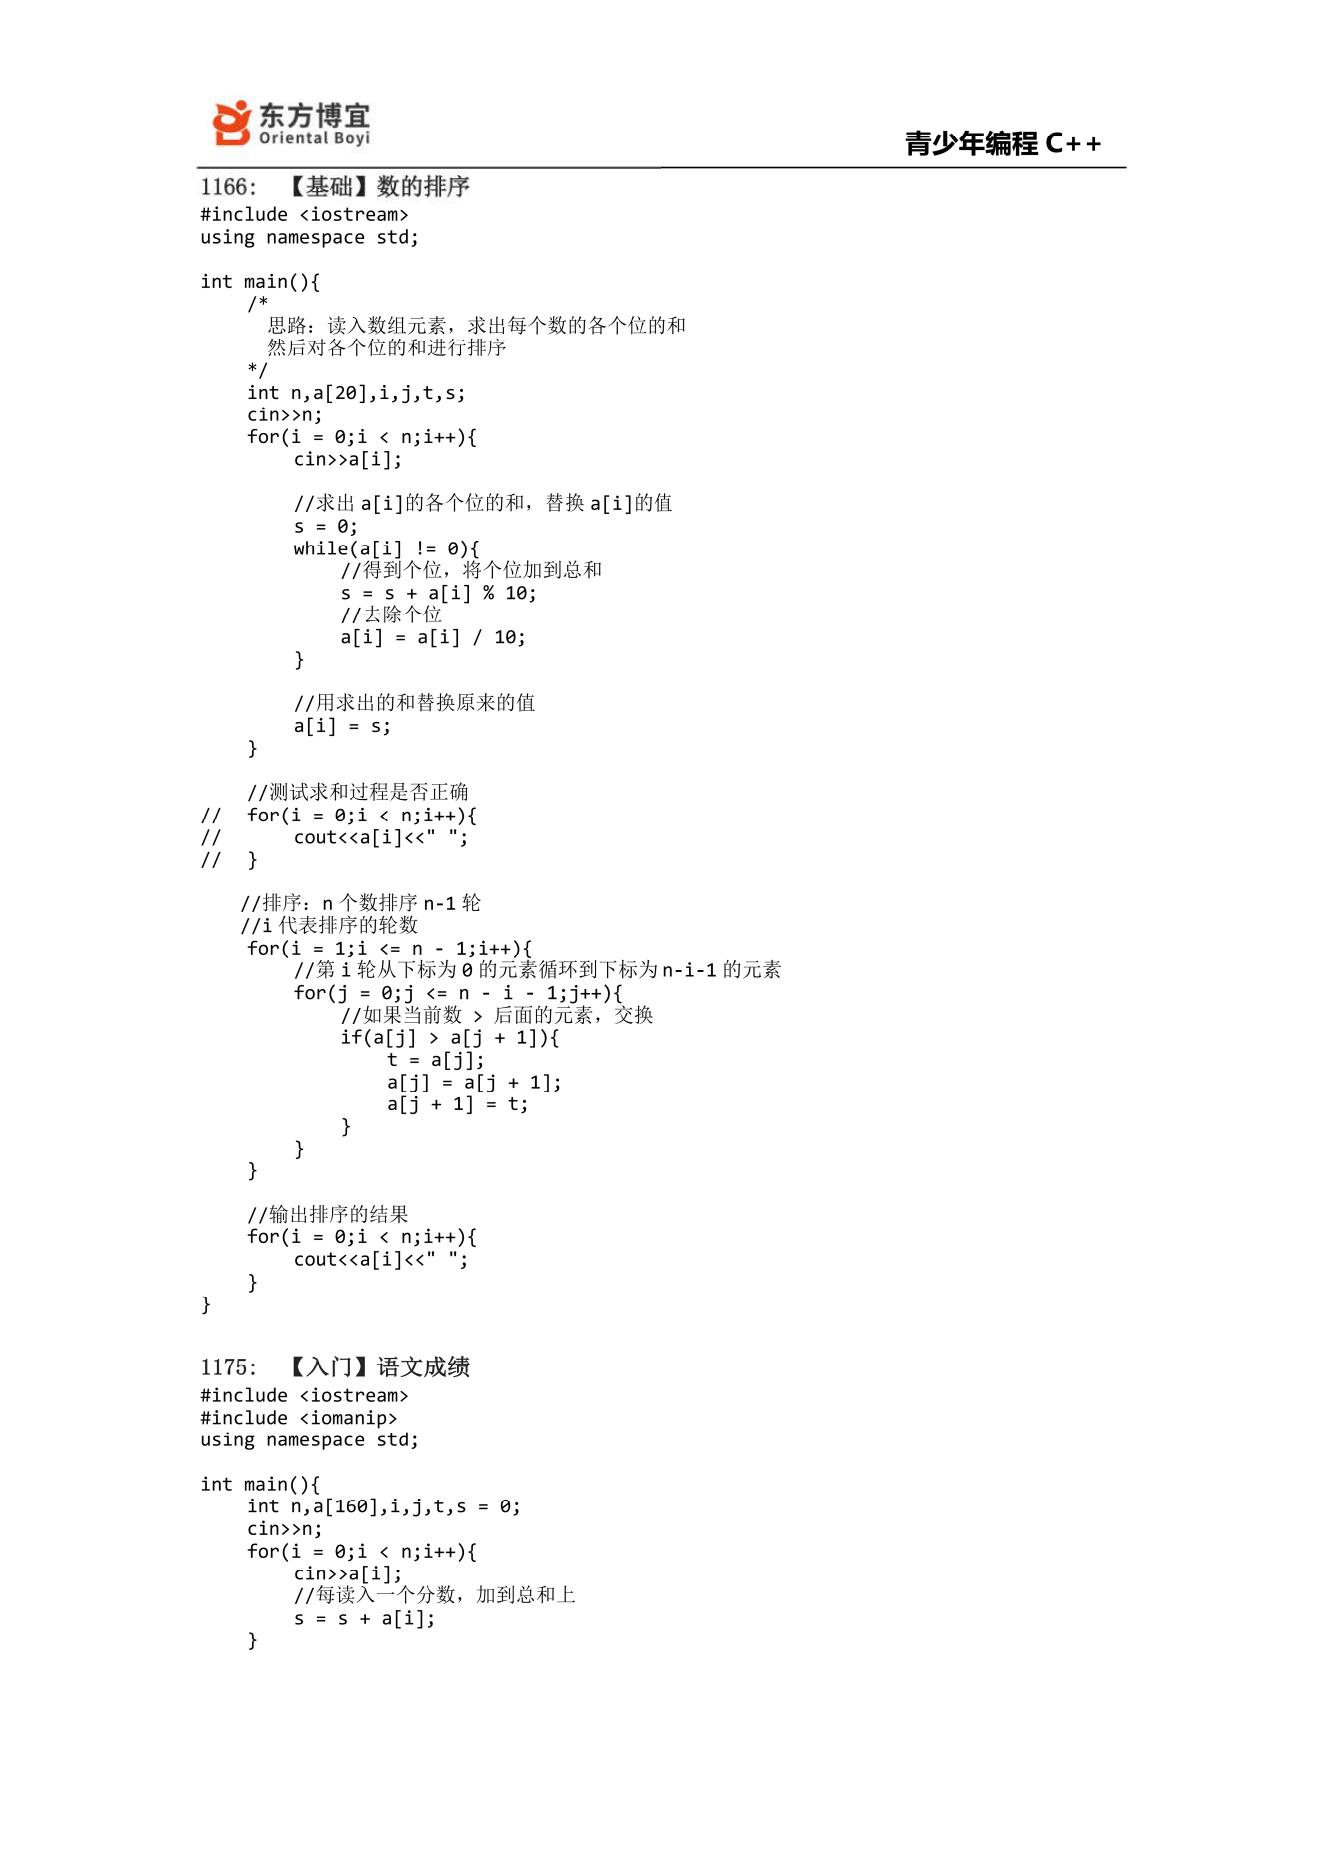 东方博宜
Oriental Boyi
青少年编程 C++
1166: 【基础】数的排序
#include <iostream>
using namespace std;

int main(){
    /*
      思路：读入数组元素，求出每个数的各个位的和
      然后对各个位的和进行排序
    */
    int n,a[20],i,j,t,s;
    cin>>n;
    for(i = 0;i < n;i++){
        cin>>a[i];

        //求出 a[i]的各个位的和，替换 a[i]的值
        s = 0;
        while(a[i] != 0){
            //得到个位，将个位加到总和
            s = s + a[i] % 10;
            //去除个位
            a[i] = a[i] / 10;
        }

        //用求出的和替换原来的值
        a[i] = s;
    }

    //测试求和过程是否正确
//  for(i = 0;i < n;i++){
//      cout<<a[i]<<" ";
//  }

    //排序：n 个数排序 n-1 轮
    //i 代表排序的轮数
    for(i = 1;i <= n - 1;i++){
        //第 i 轮从下标为 0 的元素循环到下标为 n-i-1 的元素
        for(j = 0;j <= n - i - 1;j++){
            //如果当前数 > 后面的元素，交换
            if(a[j] > a[j + 1]){
                t = a[j];
                a[j] = a[j + 1];
                a[j + 1] = t;
            }
        }
    }

    //输出排序的结果
    for(i = 0;i < n;i++){
        cout<<a[i]<<" ";
    }
}

1175: 【入门】语文成绩
#include <iostream>
#include <iomanip>
using namespace std;

int main(){
    int n,a[160],i,j,t,s = 0;
    cin>>n;
    for(i = 0;i < n;i++){
        cin>>a[i];
        //每读入一个分数，加到总和上
        s = s + a[i];
    }